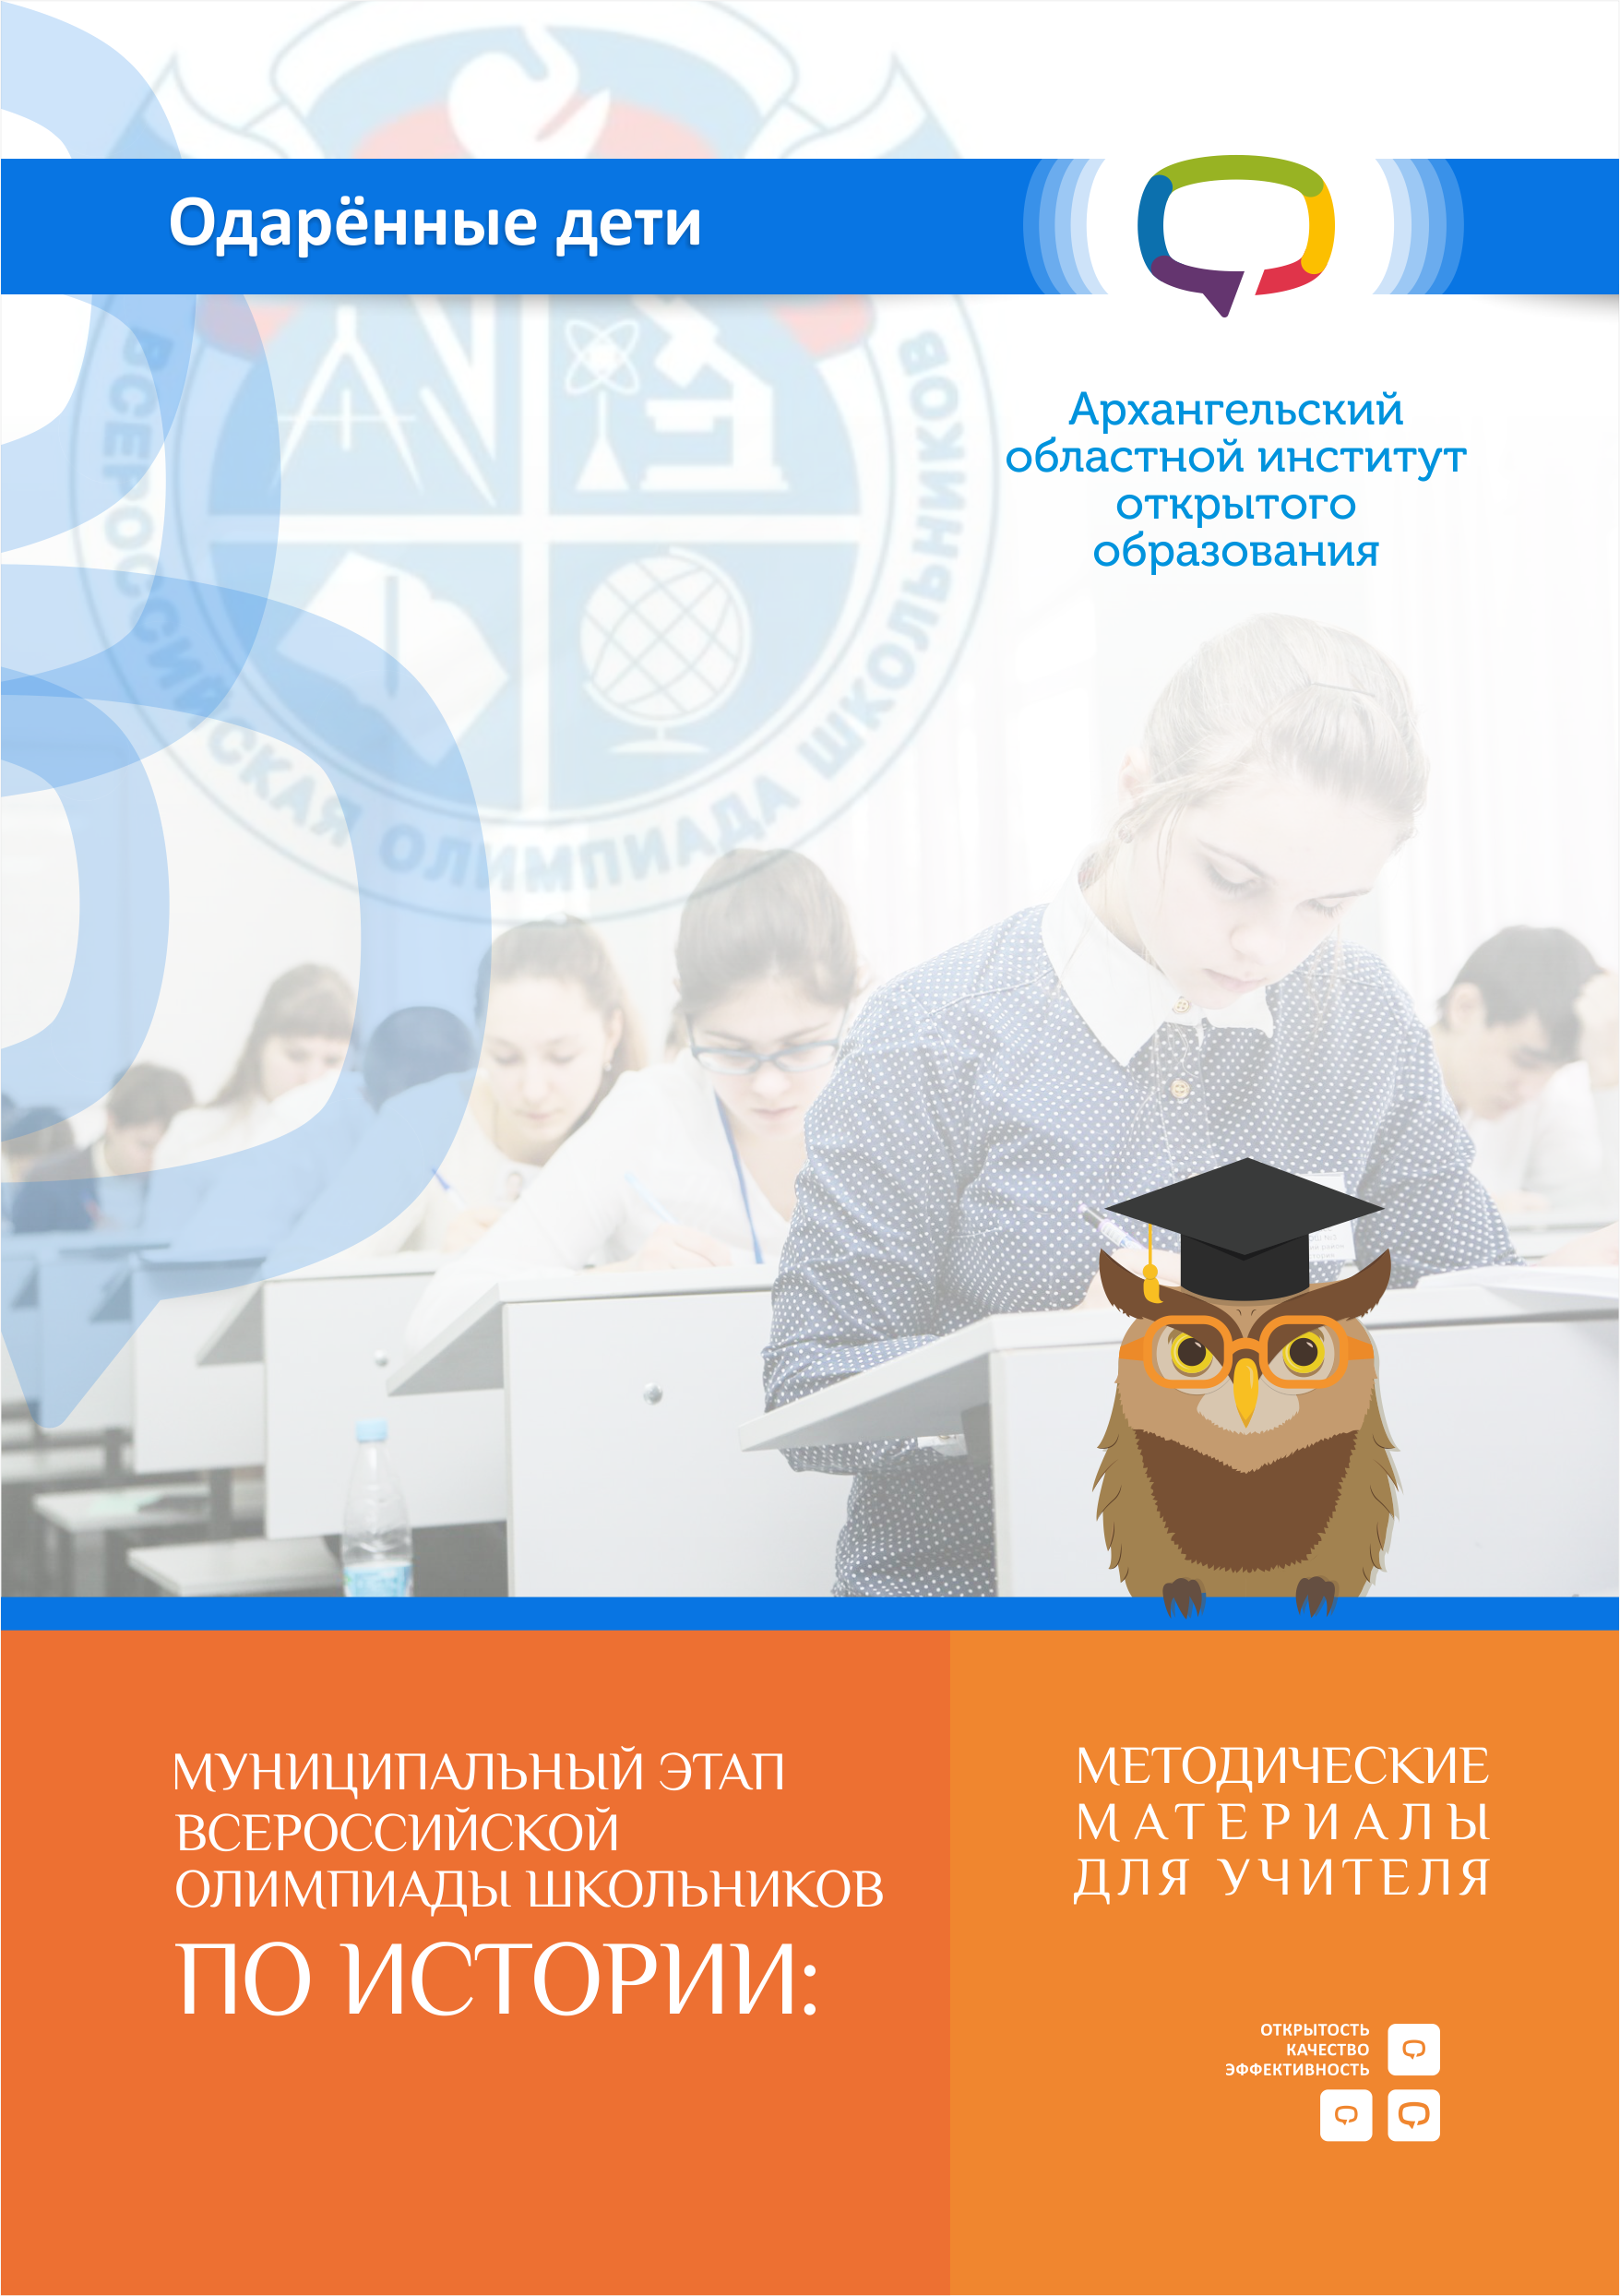 Одарённые дети
Архангельский
областной институт
открытого
образования
ВСЕРОССИЙСКАЯ ОЛИМПИАДА ШКОЛЬНИКОВ
МУНИЦИПАЛЬНЫЙ ЭТАП
ВСЕРОССИЙСКОЙ
ОЛИМПИАДЫ ШКОЛЬНИКОВ
ПО ИСТОРИИ:
МЕТОДИЧЕСКИЕ
МАТЕРИАЛЫ
ДЛЯ УЧИТЕЛЯ
ОТКРЫТОСТЬ
КАЧЕСТВО
ЭФФЕКТИВНОСТЬ